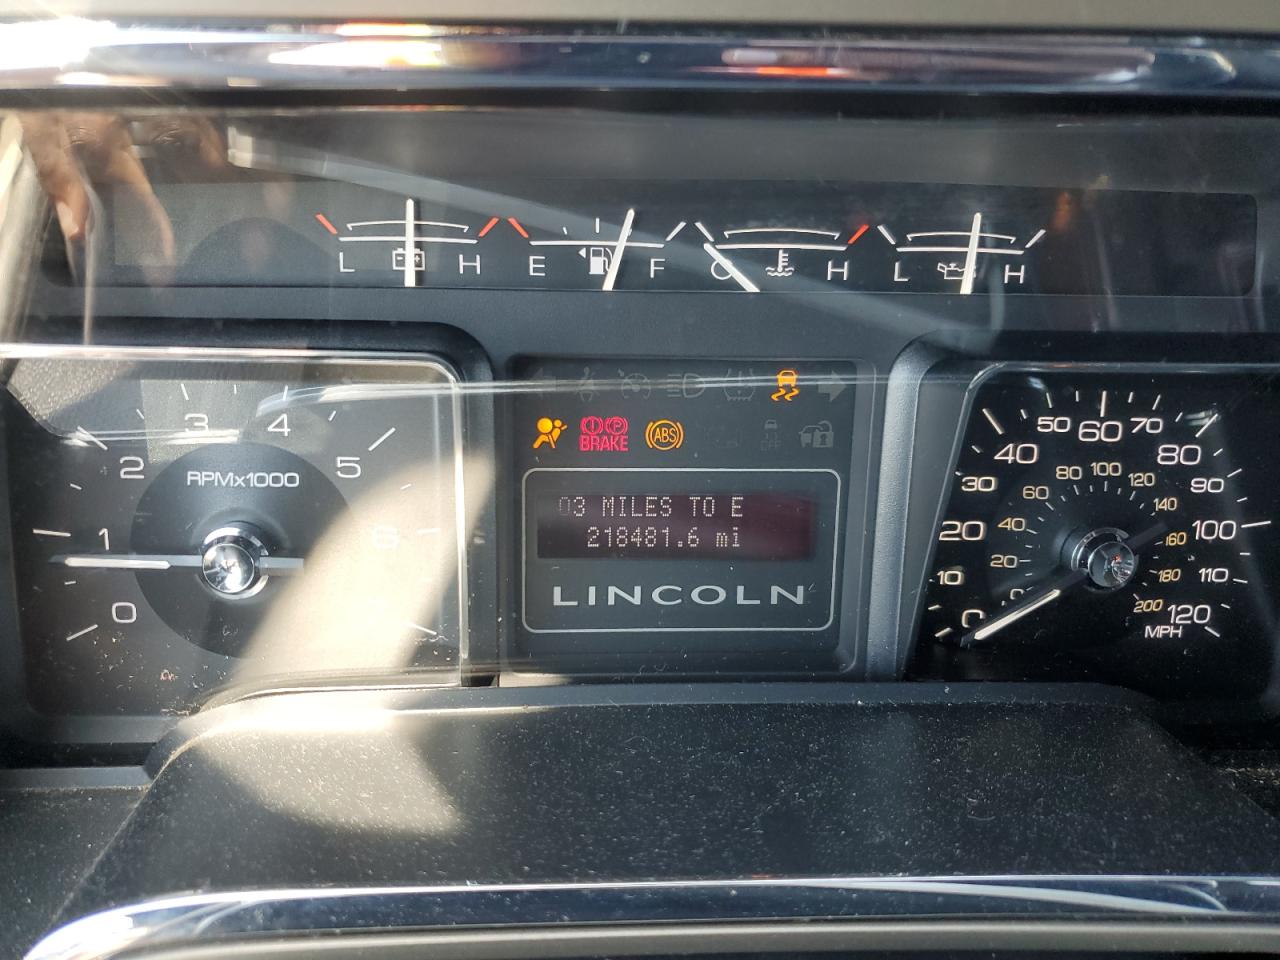 L H E F C H L H
RPMx1000
0 1 2 3 4 5 6
BRAKE
ABS
03 MILES TO E
218481.6 mi
LINCOLN
0 10 20 30 40 50 60 70 80 90 100 110 120
20 40 60 80 100 120 140 160 180 200
MPH